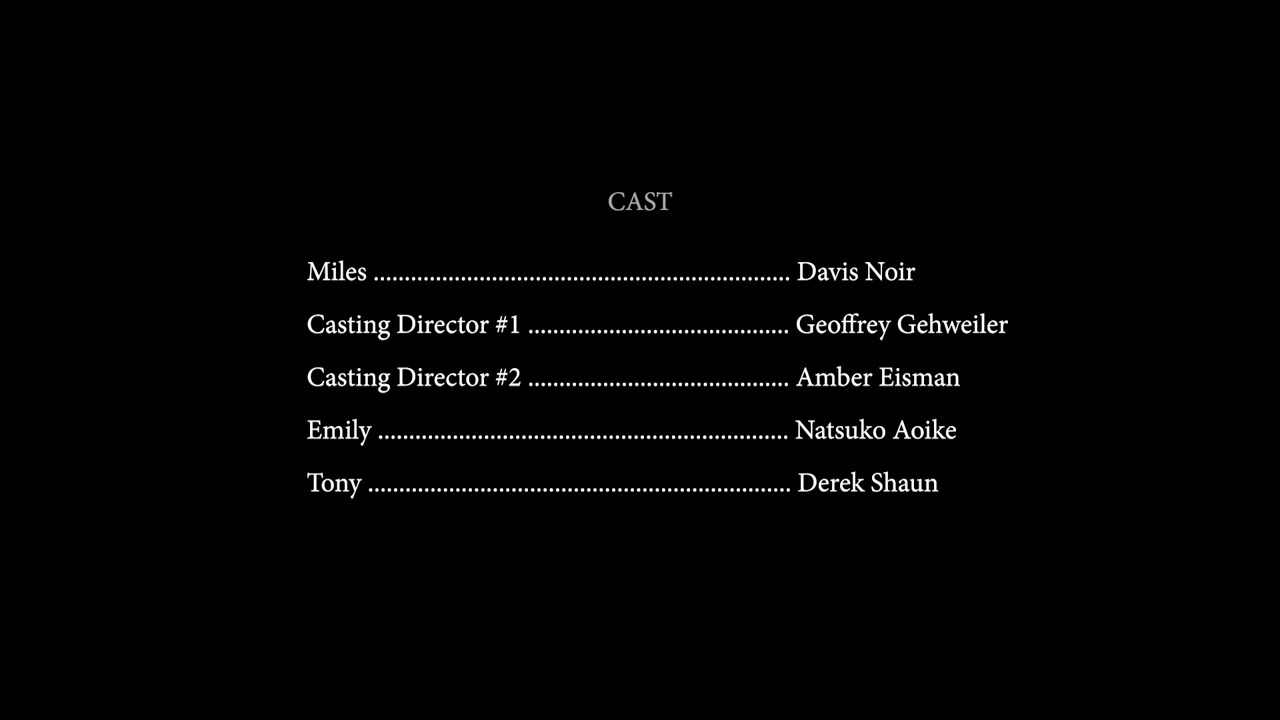 CAST
Miles ................................................................... Davis Noir
Casting Director #1 .......................................... Geoffrey Gehweiler
Casting Director #2 .......................................... Amber Eisman
Emily .................................................................. Natsuko Aoike
Tony .................................................................... Derek Shaun